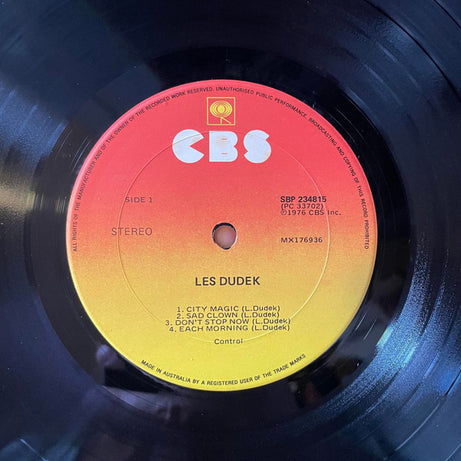 ALL RIGHTS OF THE MANUFACTURER AND OF THE OWNER OF THE RECORDED WORK RESERVED. UNAUTHORISED PUBLIC PERFORMANCE, BROADCASTING AND COPYING OF THIS RECORD PROHIBITED
CBS
SIDE 1
SBP 234815
(PC 33702)
℗1976 CBS Inc.
STEREO
MX176936
LES DUDEK
1. CITY MAGIC (L.Dudek)
2. SAD CLOWN (L.Dudek)
3. DON'T STOP NOW (L.Dudek)
4. EACH MORNING (L.Dudek)
Control
MADE IN AUSTRALIA BY A REGISTERED USER OF THE TRADE MARKS